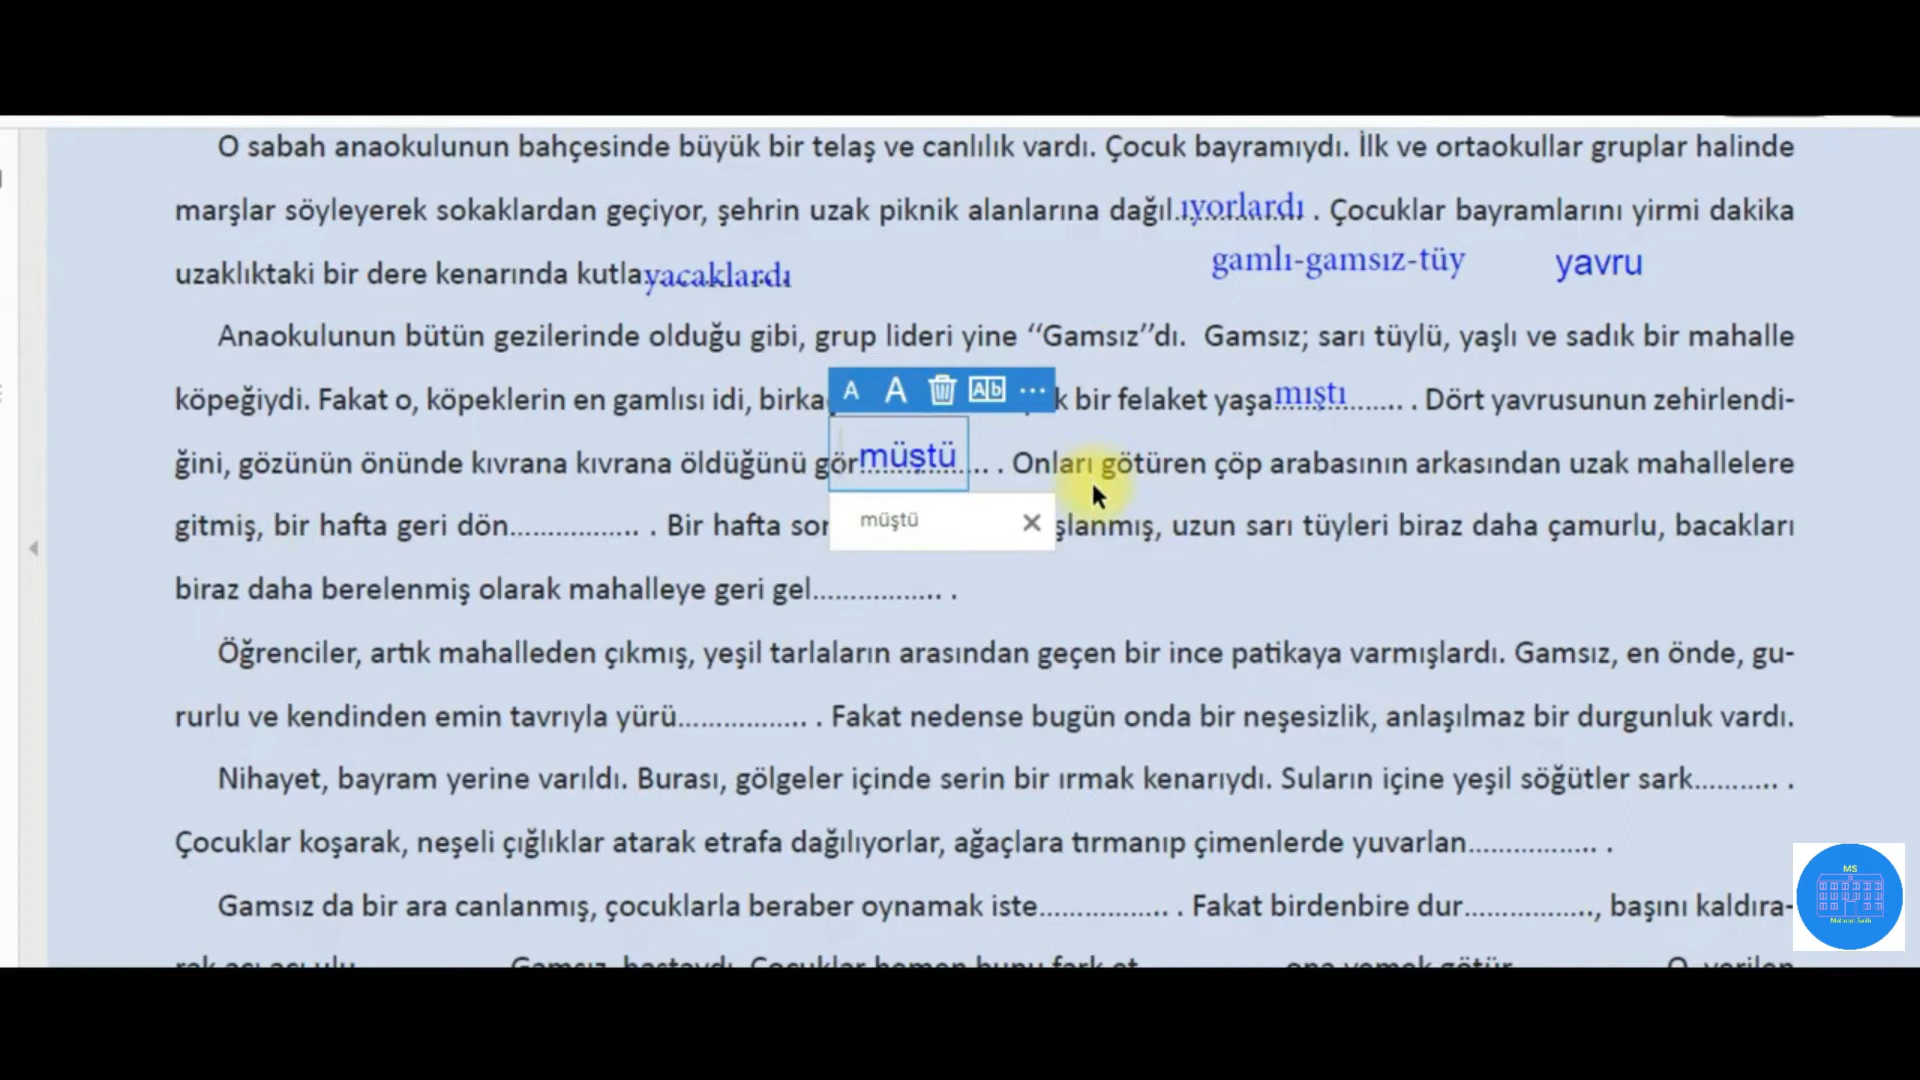 O sabah anaokulunun bahçesinde büyük bir telaş ve canlılık vardı. Çocuk bayramıydı. İlk ve ortaokullar gruplar halinde
marşlar söyleyerek sokaklardan geçiyor, şehrin uzak piknik alanlarına dağıl..ıyorlardı . Çocuklar bayramlarını yirmi dakika
gamlı-gamsız-tüy yavru
uzaklıktaki bir dere kenarında kutla.yacaklardı
Anaokulunun bütün gezilerinde olduğu gibi, grup lideri yine ‘‘Gamsız’’dı. Gamsız; sarı tüylü, yaşlı ve sadık bir mahalle
A A Ab ...
köpeğiydi. Fakat o, köpeklerin en gamlısı idi, birka k bir felaket yaşamıştı........ . Dört yavrusunun zehirlendi-
ğini, gözünün önünde kıvrana kıvrana öldüğünü görmüştü.... . Onları götüren çöp arabasının arkasından uzak mahallelere
müştü
gitmiş, bir hafta geri dön................ . Bir hafta sor şlanmış, uzun sarı tüyleri biraz daha çamurlu, bacakları
biraz daha berelenmiş olarak mahalleye geri gel................ .
Öğrenciler, artık mahalleden çıkmış, yeşil tarlaların arasından geçen bir ince patikaya varmışlardı. Gamsız, en önde, gu-
rurlu ve kendinden emin tavrıyla yürü................ . Fakat nedense bugün onda bir neşesizlik, anlaşılmaz bir durgunluk vardı.
Nihayet, bayram yerine varıldı. Burası, gölgeler içinde serin bir ırmak kenarıydı. Suların içine yeşil söğütler sark........... .
Çocuklar koşarak, neşeli çığlıklar atarak etrafa dağılıyorlar, ağaçlara tırmanıp çimenlerde yuvarlan................ .
Gamsız da bir ara canlanmış, çocuklarla beraber oynamak iste................ . Fakat birdenbire dur................, başını kaldıra-
MS